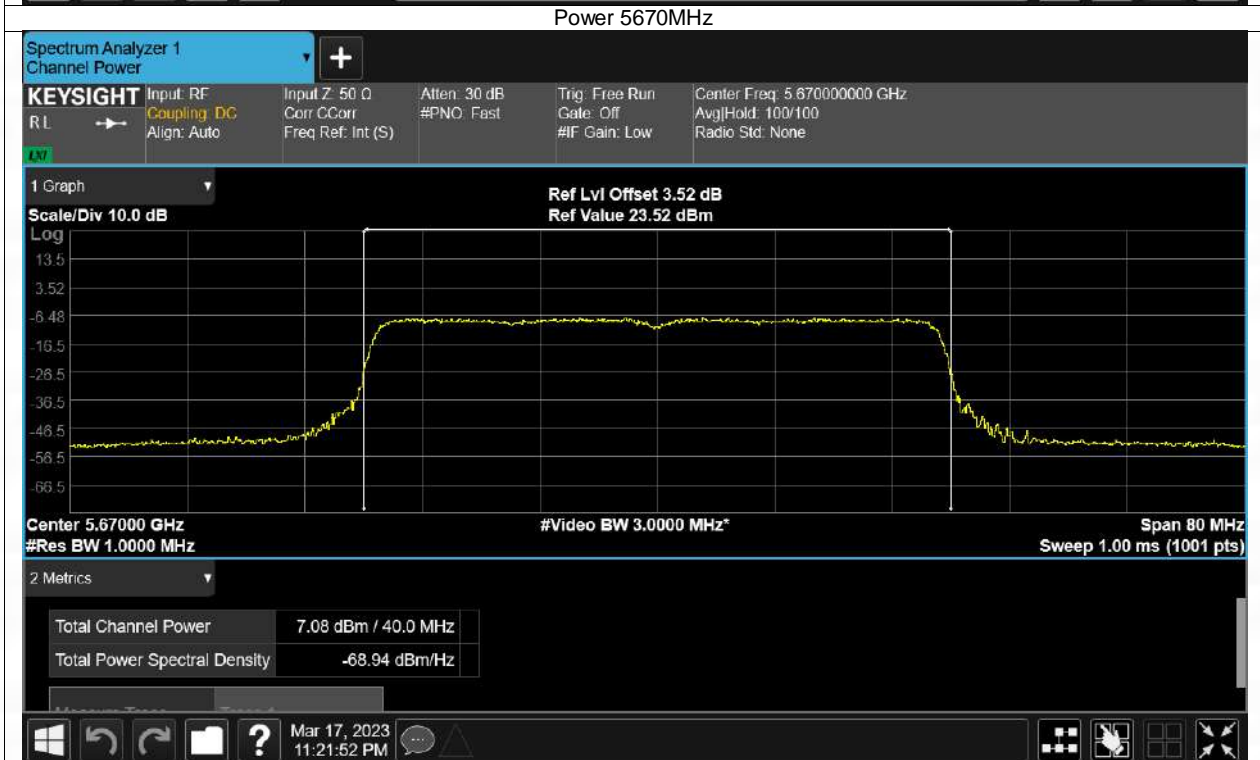 Power 5670MHz
Spectrum Analyzer 1
Channel Power
+
KEYSIGHT
RL
LXI
Input: RF
Coupling: DC
Align: Auto
Input Z: 50 Ω
Corr CCorr
Freq Ref: Int (S)
Atten: 30 dB
#PNO: Fast
Trig: Free Run
Gate: Off
#IF Gain: Low
Center Freq: 5.670000000 GHz
Avg|Hold: 100/100
Radio Std: None
1 Graph
Scale/Div 10.0 dB
Ref Lvl Offset 3.52 dB
Ref Value 23.52 dBm
Log
13.5
3.52
-6.48
-16.5
-26.5
-36.5
-46.5
-56.5
-66.5
Center 5.67000 GHz
#Res BW 1.0000 MHz
#Video BW 3.0000 MHz*
Span 80 MHz
Sweep 1.00 ms (1001 pts)
2 Metrics
Total Channel Power 7.08 dBm / 40.0 MHz
Total Power Spectral Density -68.94 dBm/Hz
?
Mar 17, 2023
11:21:52 PM